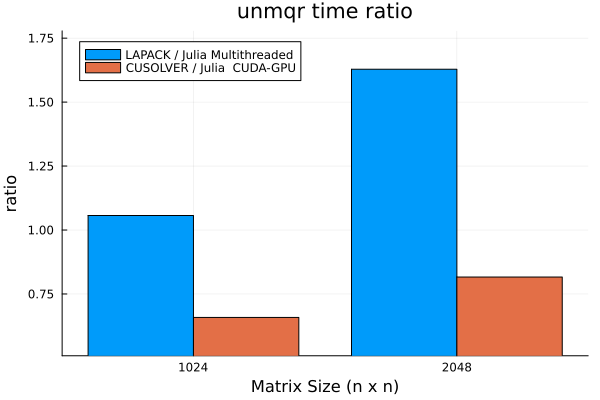 unmqr time ratio
LAPACK / Julia Multithreaded
CUSOLVER / Julia  CUDA-GPU
1.75
1.50
1.25
1.00
0.75
ratio
1024 2048
Matrix Size (n x n)